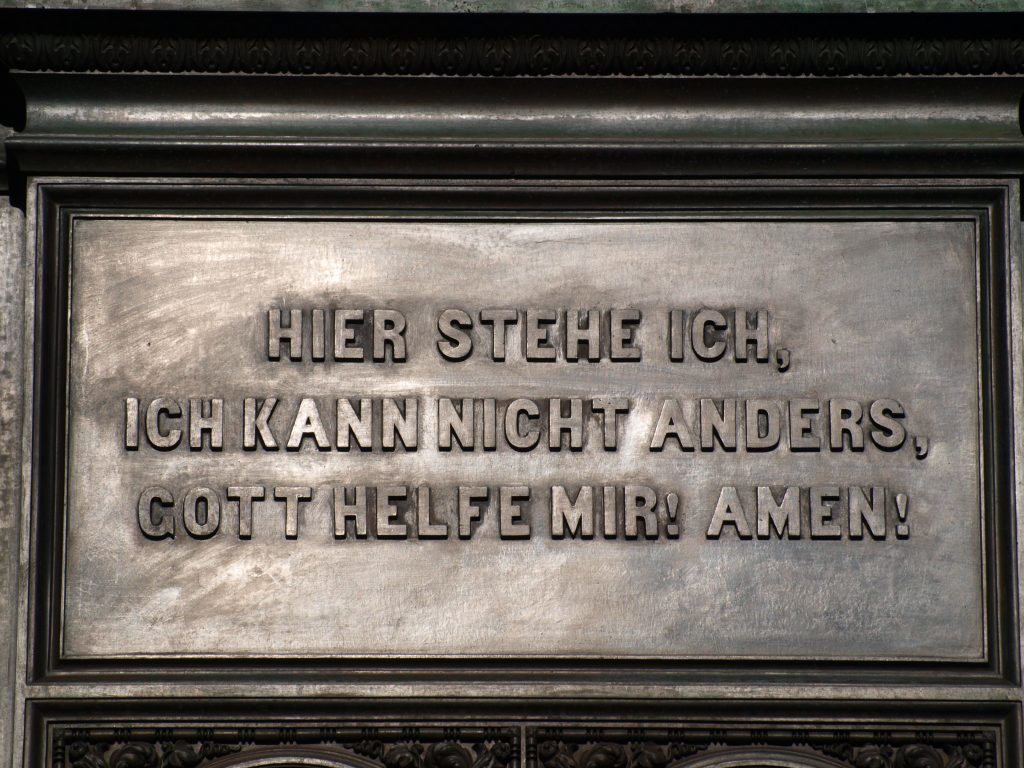 HIER STEHE ICH,
ICH KANN NICHT ANDERS,
GOTT HELFE MIR! AMEN!